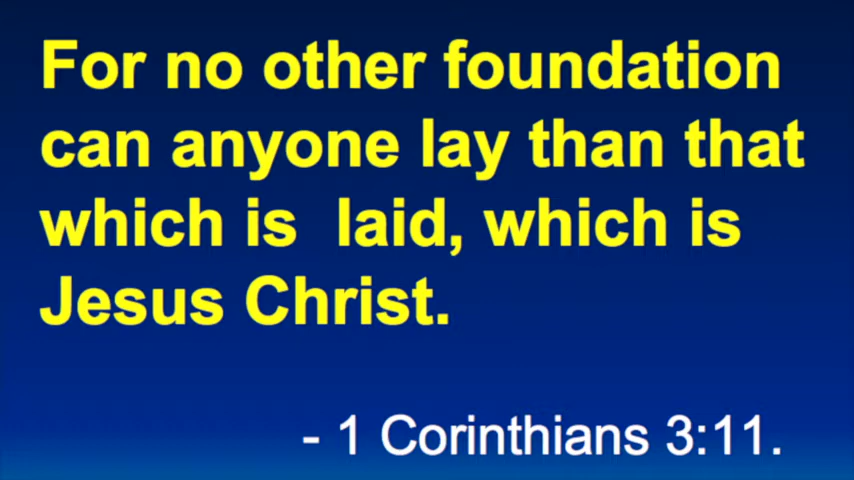 For no other foundation
can anyone lay than that
which is  laid, which is
Jesus Christ.
- 1 Corinthians 3:11.